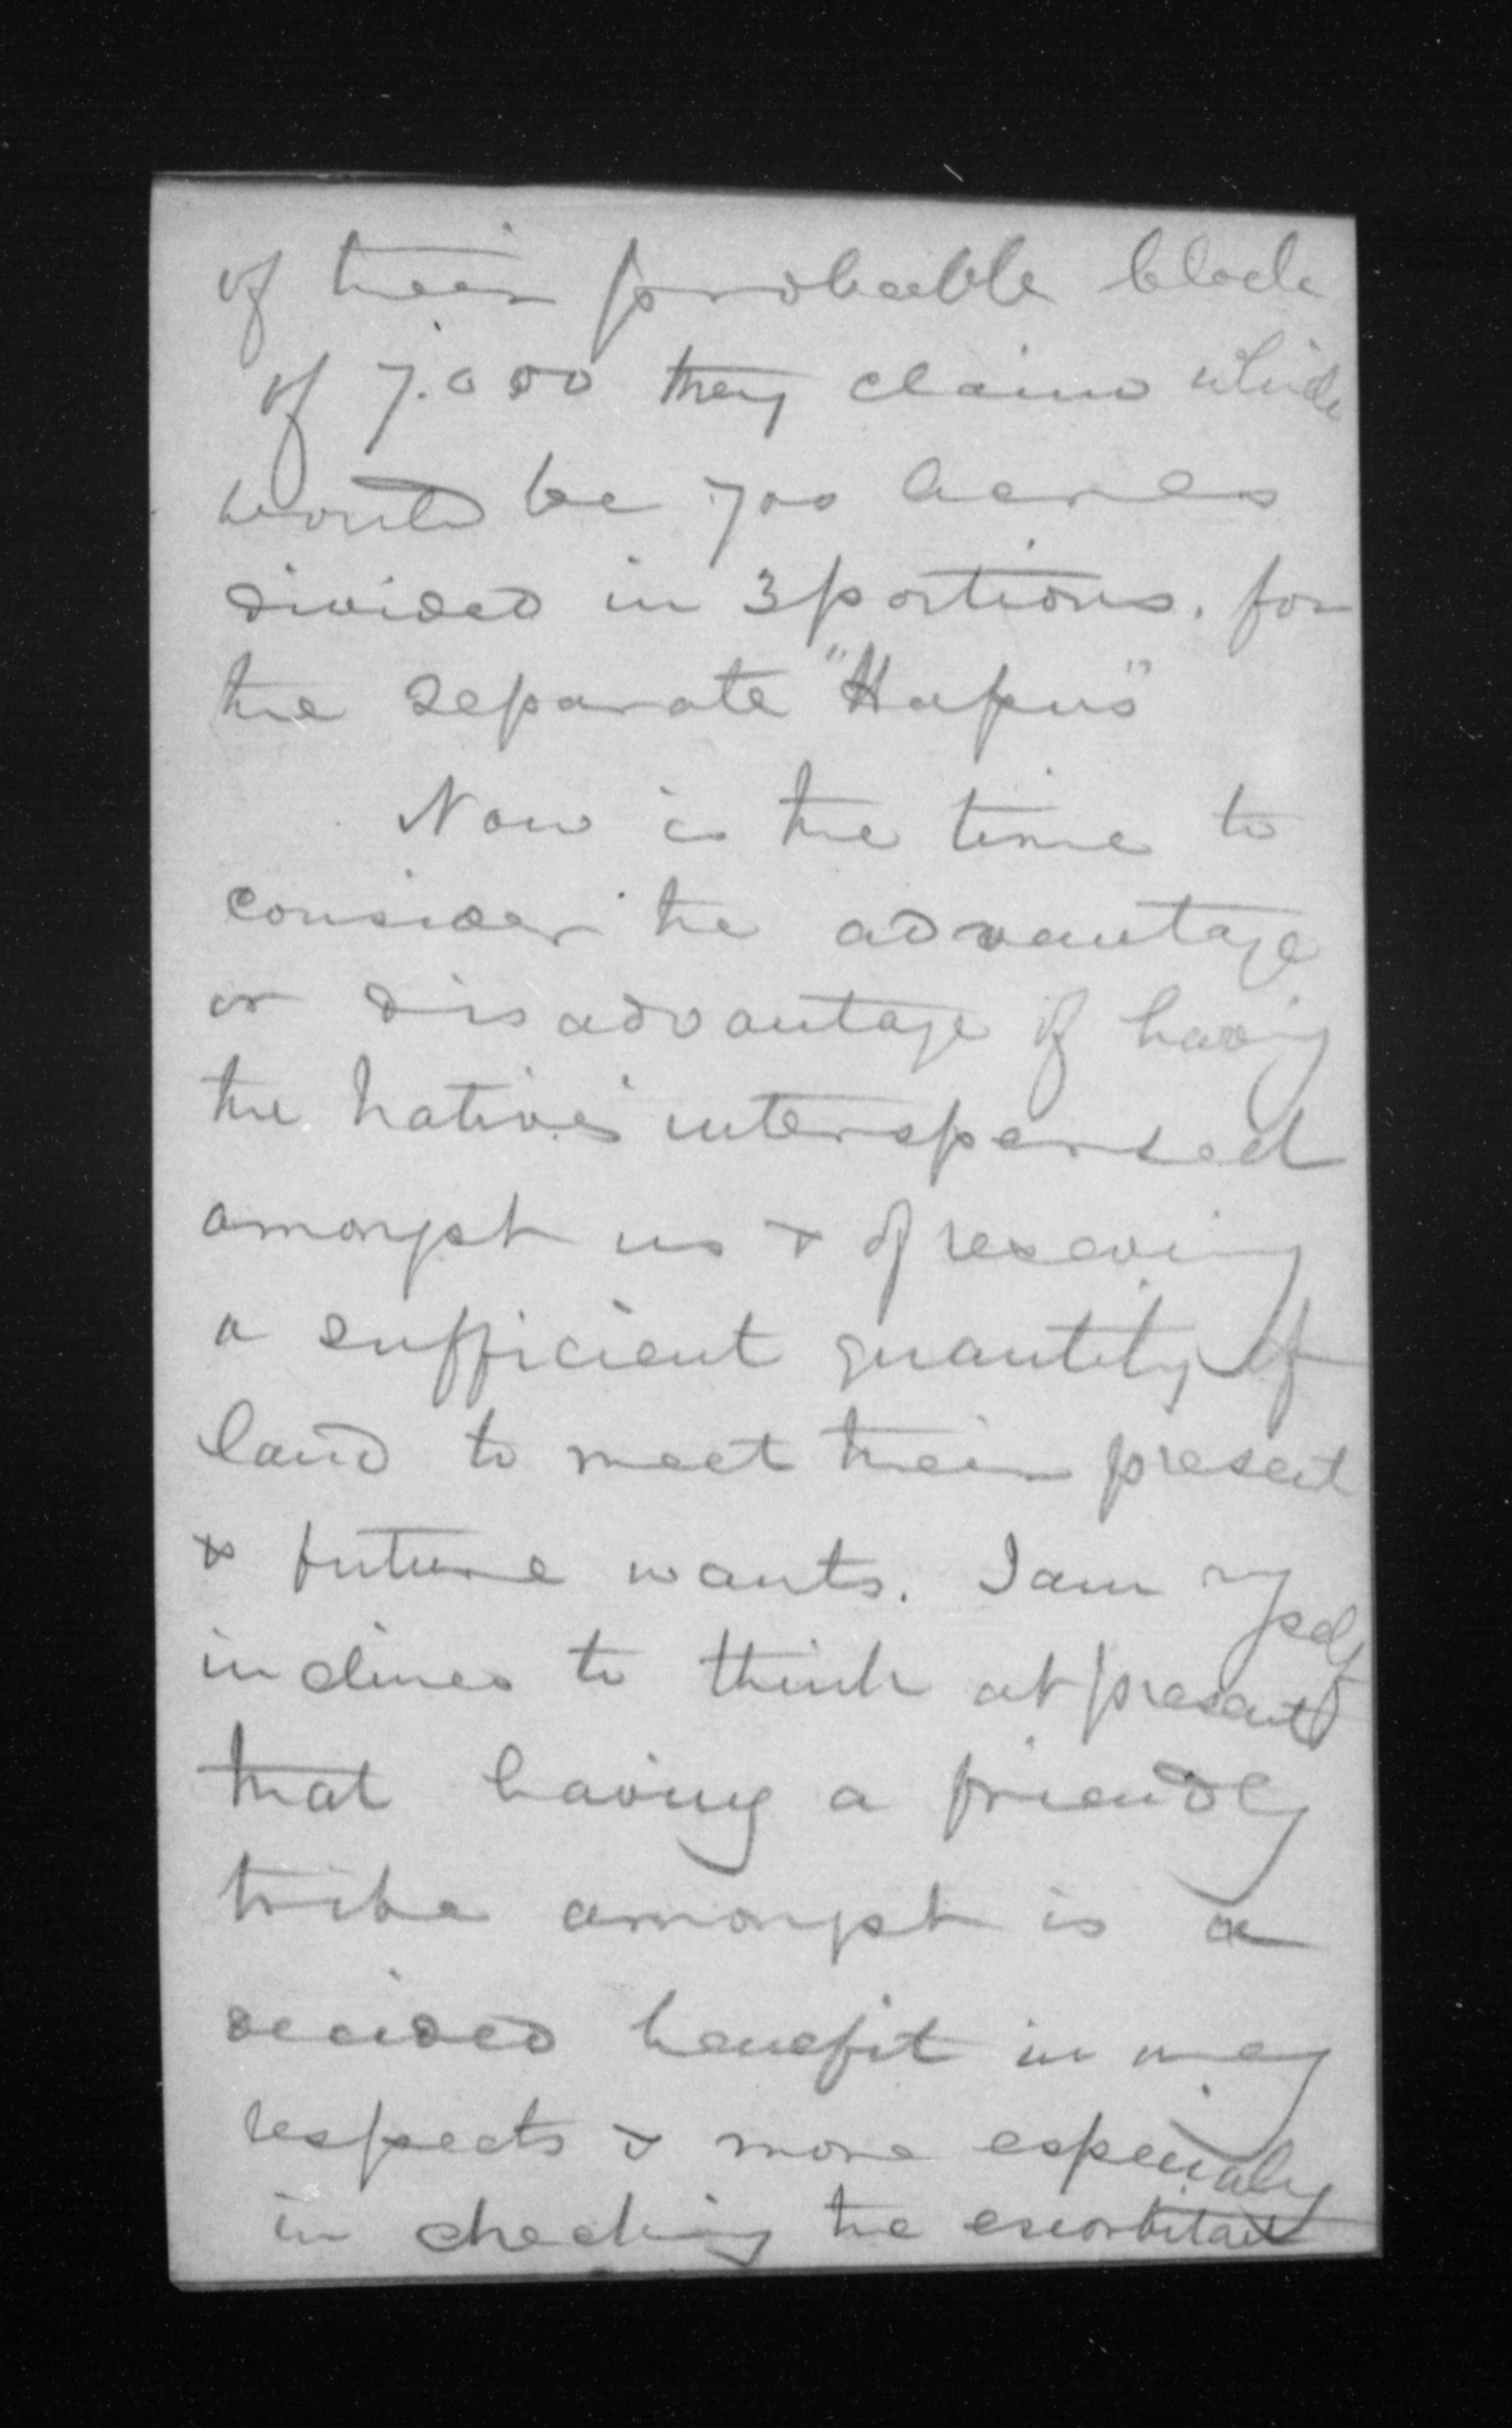 of their probable block
of 7.000 they claim which
would be 700 acres
divided in 3 portions. for
the separate "Hapus"
Now is the time to
consider the advantage
or disadvantage of having
the natives interspersed
amongst us & of reserving
a sufficient quantity of
land to meet their present
& future wants. I am myself
inclined to think at present
that having a friendly
tribe amongst is a
decided benefit in many
respects & more especially
in checking the exorbitant